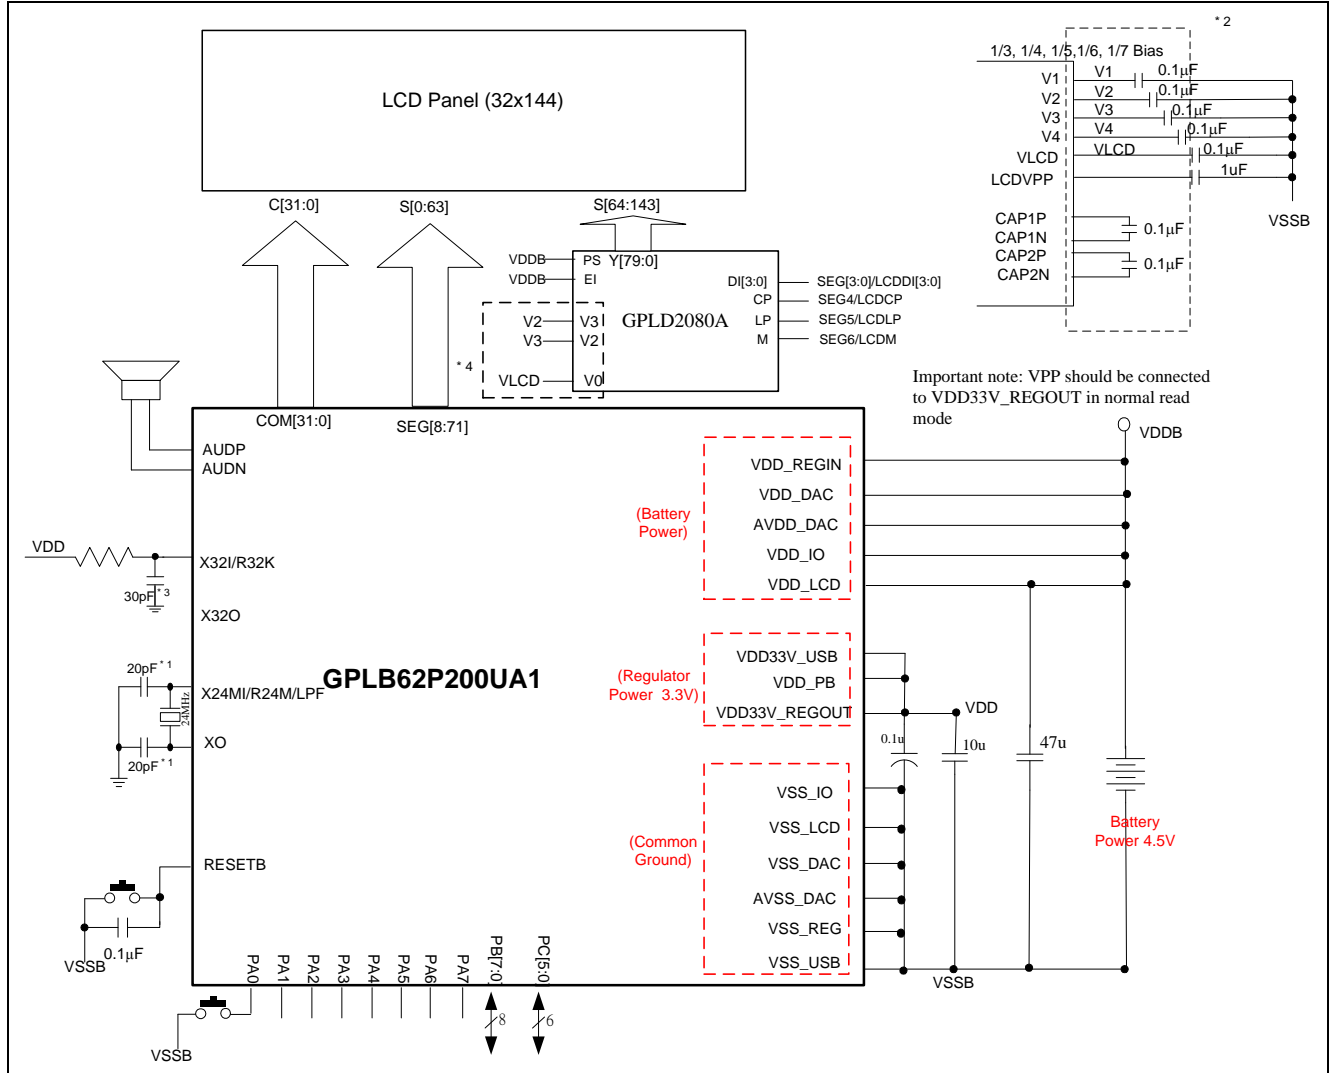 * 2
1/3, 1/4, 1/5,1/6, 1/7 Bias
V1 V1 0.1µF
V2 V2 0.1µF
V3 V3 0.1µF
V4 V4 0.1µF
VLCD VLCD 0.1µF
LCDVPP 1uF
VSSB
CAP1P
CAP1N 0.1µF
CAP2P
CAP2N 0.1µF
LCD Panel (32x144)
C[31:0] S[0:63] S[64:143]
VDDB PS Y[79:0]
VDDB EI
DI[3:0] SEG[3:0]/LCDDI[3:0]
CP SEG4/LCDCP
GPLD2080A LP SEG5/LCDLP
M SEG6/LCDM
V2 V3
V3 V2
* 4
VLCD V0
Important note: VPP should be connected
to VDD33V_REGOUT in normal read
mode
VDDB
COM[31:0] SEG[8:71]
AUDP
AUDN
VDD
X32I/R32K
30pF * 3
X32O
20pF * 1
X24MI/R24M/LPF
24MHz
XO
20pF * 1
GPLB62P200UA1
(Battery
Power)
VDD_REGIN
VDD_DAC
AVDD_DAC
VDD_IO
VDD_LCD
(Regulator
Power 3.3V)
VDD33V_USB
VDD_PB
VDD33V_REGOUT
VDD
0.1u 10u 47u
(Common
Ground)
VSS_IO
VSS_LCD
VSS_DAC
AVSS_DAC
VSS_REG
VSS_USB
VSSB
Battery
Power 4.5V
RESETB
0.1µF
VSSB
PA0 PA1 PA2 PA3 PA4 PA5 PA6 PA7 PB[7:0] PC[5:0]
8 6
VSSB